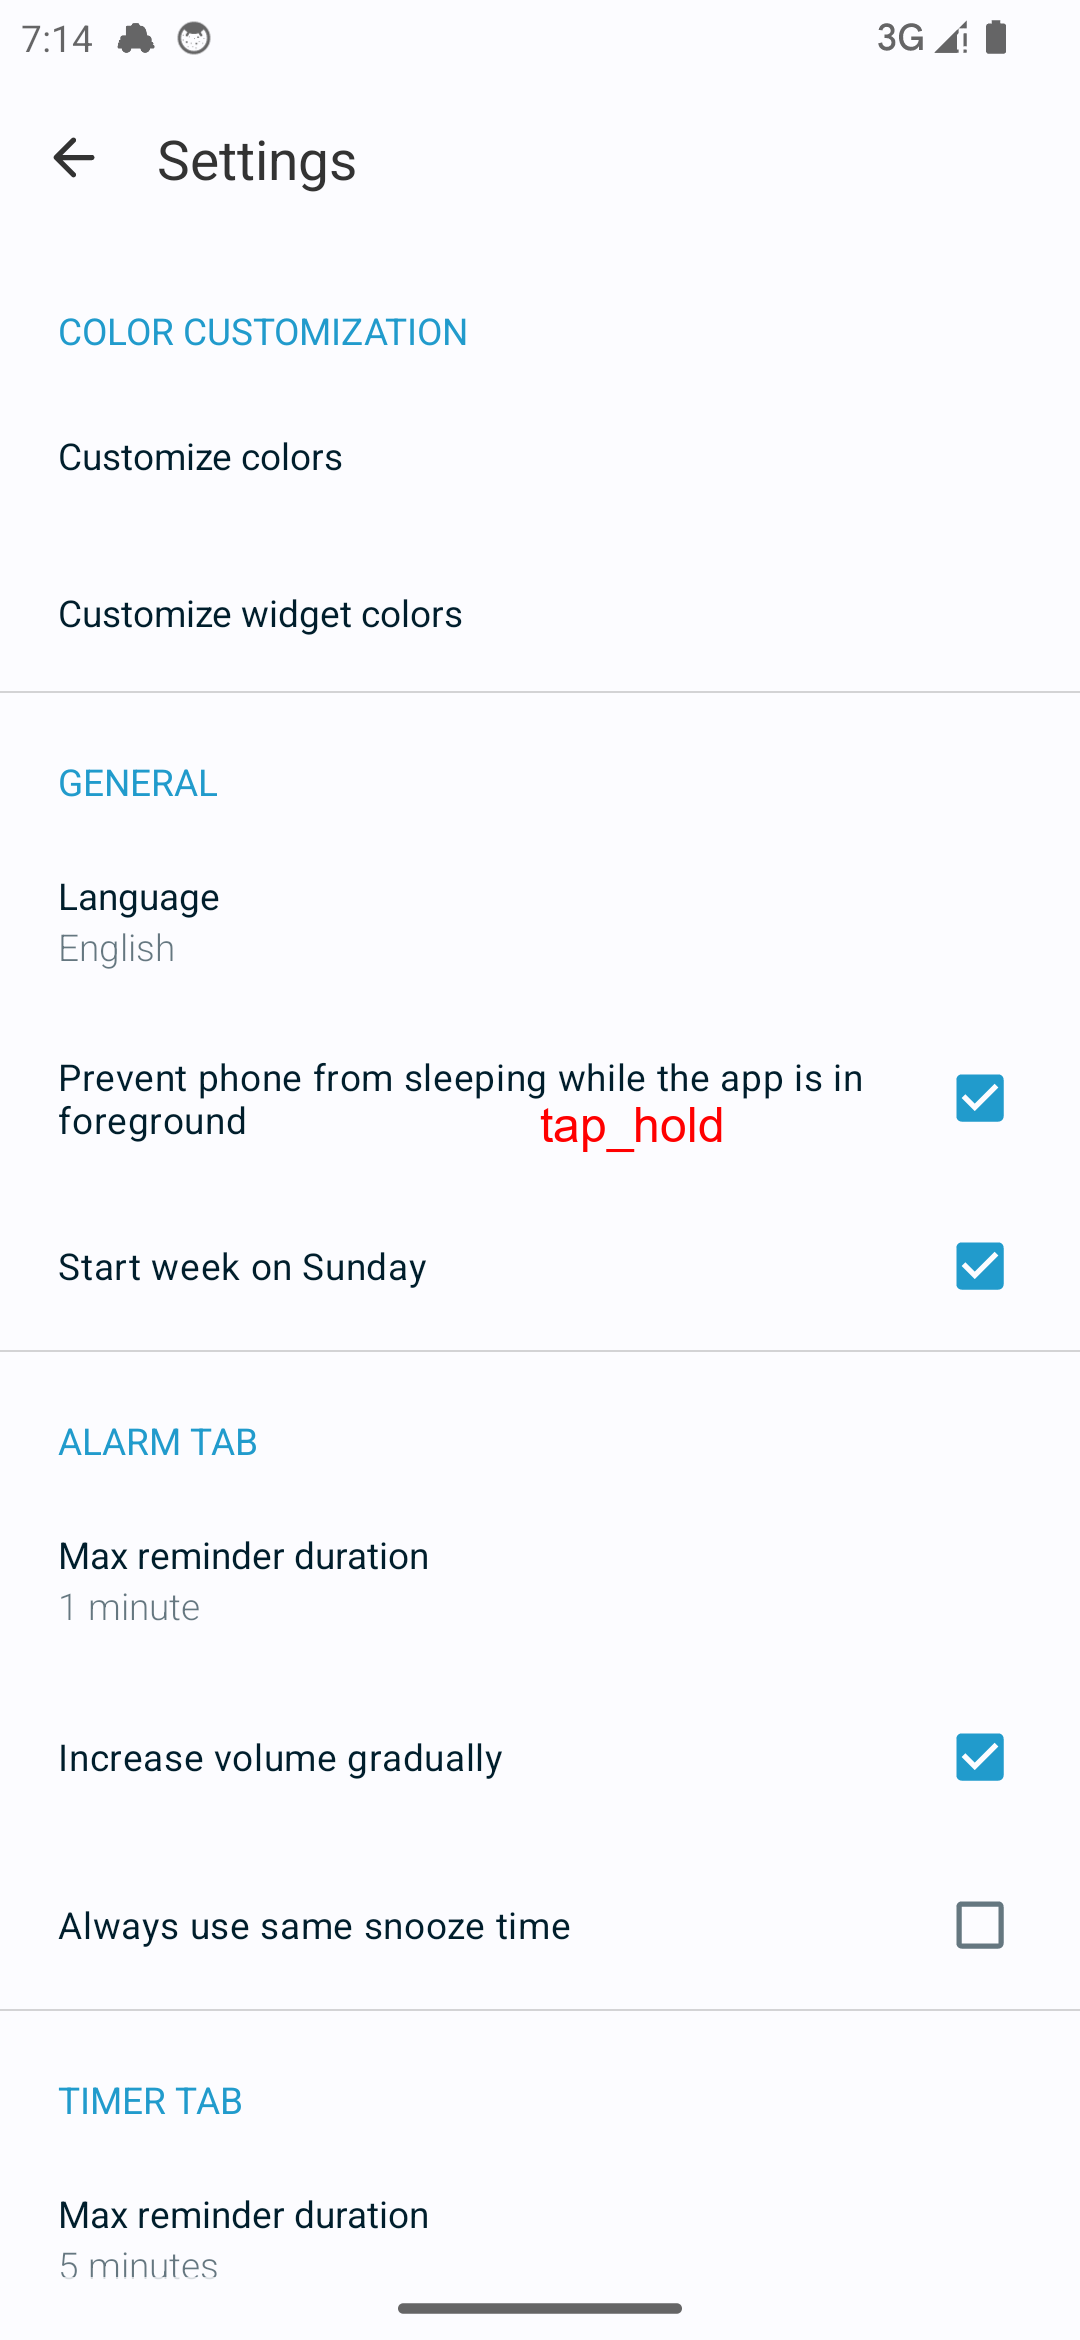 7:14
3G
Settings
COLOR CUSTOMIZATION
Customize colors
Customize widget colors
GENERAL
Language
English
Prevent phone from sleeping while the app is in
foreground
tap_hold
Start week on Sunday
ALARM TAB
Max reminder duration
1 minute
Increase volume gradually
Always use same snooze time
TIMER TAB
Max reminder duration
5 minutes